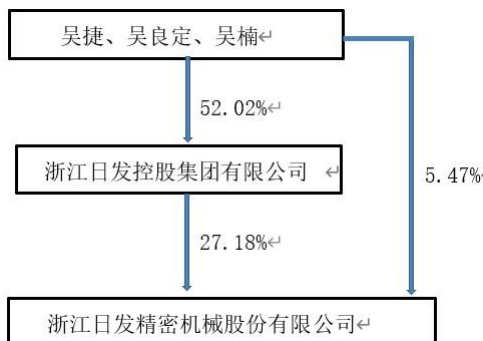 吴捷、吴良定、吴楠↵
52.02%↵
浙江日发控股集团有限公司 ↵
5.47%↵
27.18%↵
浙江日发精密机械股份有限公司↵